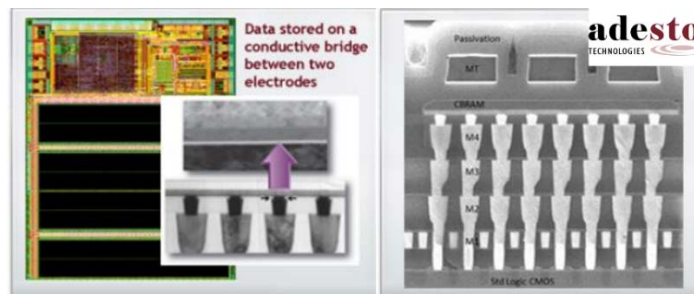 Data stored on a
conductive bridge
between two
electrodes
adesto
TECHNOLOGIES
Passivation
MT
CBRAM
M4
M3
M2
M1
Std Logic CMOS